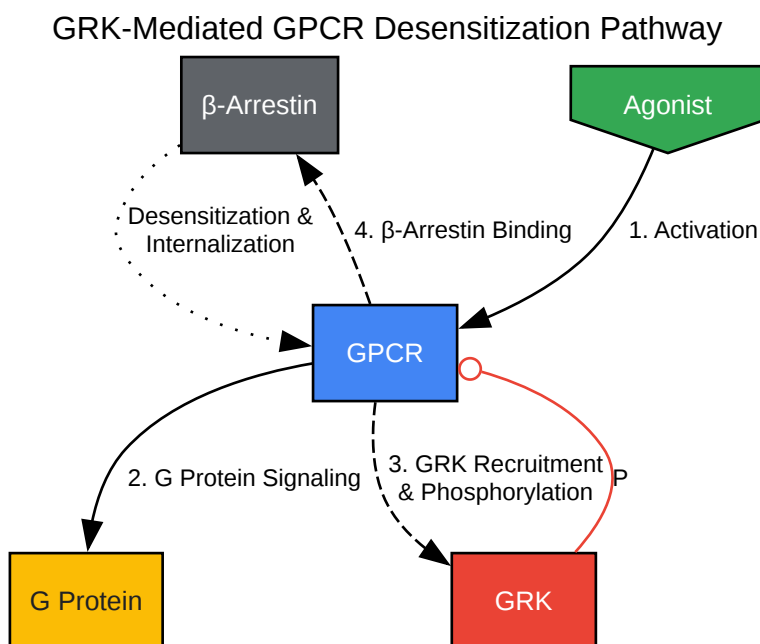 GRK-Mediated GPCR Desensitization Pathway
β-Arrestin
Agonist
Desensitization &
Internalization
4. β-Arrestin Binding
1. Activation
GPCR
2. G Protein Signaling
3. GRK Recruitment
& Phosphorylation
P
G Protein
GRK